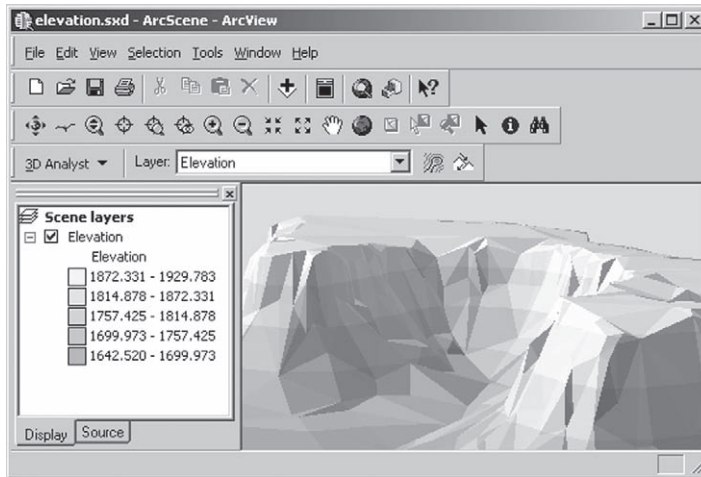 elevation.sxd - ArcScene - ArcView
File Edit View Selection Tools Window Help
3D Analyst Layer: Elevation
Scene layers
Elevation
Elevation
1872.331 - 1929.783
1814.878 - 1872.331
1757.425 - 1814.878
1699.973 - 1757.425
1642.520 - 1699.973
Display Source